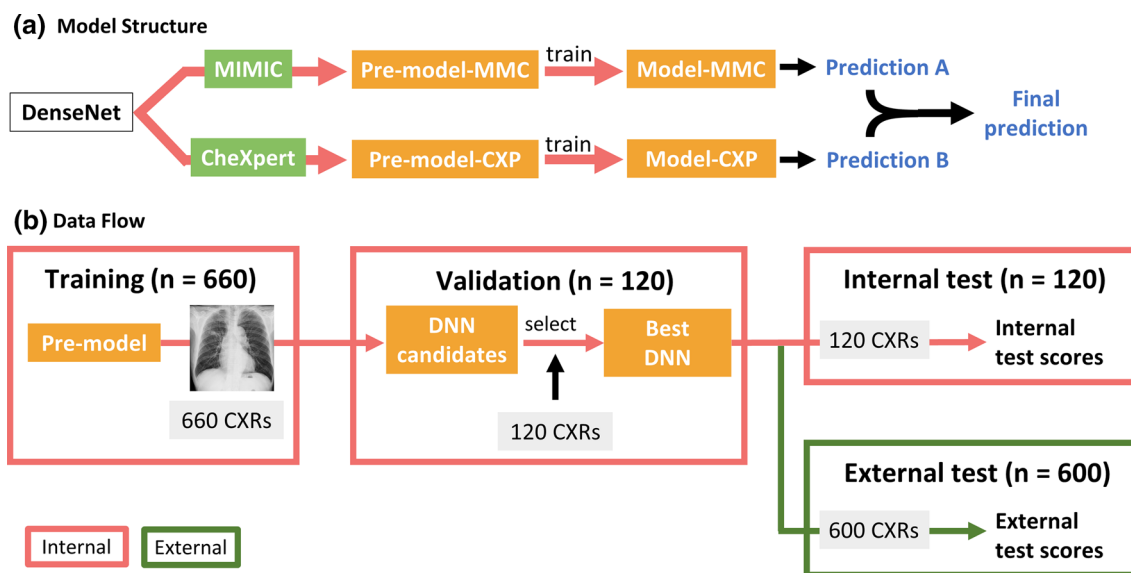 (a) Model Structure
MIMIC
Pre-model-MMC
train
Model-MMC
Prediction A
DenseNet
Final
prediction
CheXpert
Pre-model-CXP
train
Model-CXP
Prediction B
(b) Data Flow
Training (n = 660)
Pre-model
660 CXRs
Validation (n = 120)
DNN
candidates
select
Best
DNN
120 CXRs
Internal test (n = 120)
120 CXRs
Internal
test scores
External test (n = 600)
600 CXRs
External
test scores
Internal
External